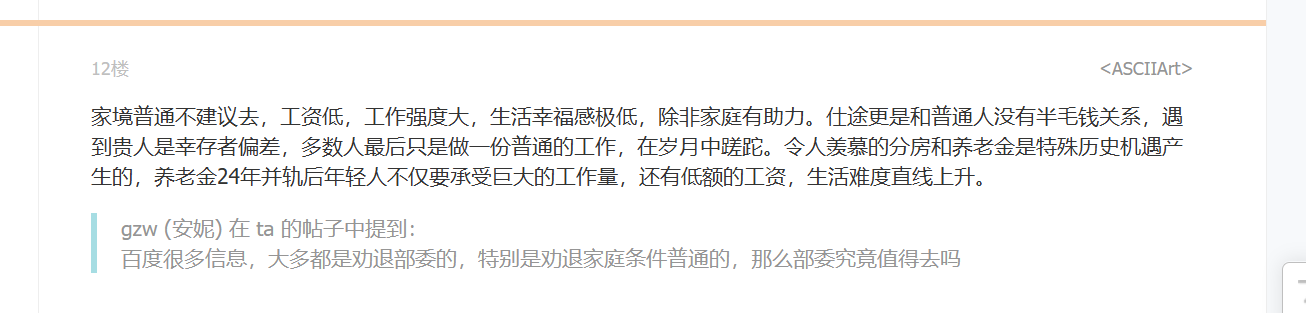 12楼 <ASCIIArt>
家境普通不建议去，工资低，工作强度大，生活幸福感极低，除非家庭有助力。仕途更是和普通人没有半毛钱关系，遇
到贵人是幸存者偏差，多数人最后只是做一份普通的工作，在岁月中蹉跎。令人羡慕的分房和养老金是特殊历史机遇产
生的，养老金24年并轨后年轻人不仅要承受巨大的工作量，还有低额的工资，生活难度直线上升。
gzw (安妮) 在 ta 的帖子中提到：
百度很多信息，大多都是劝退部委的，特别是劝退家庭条件普通的，那么部委究竟值得去吗